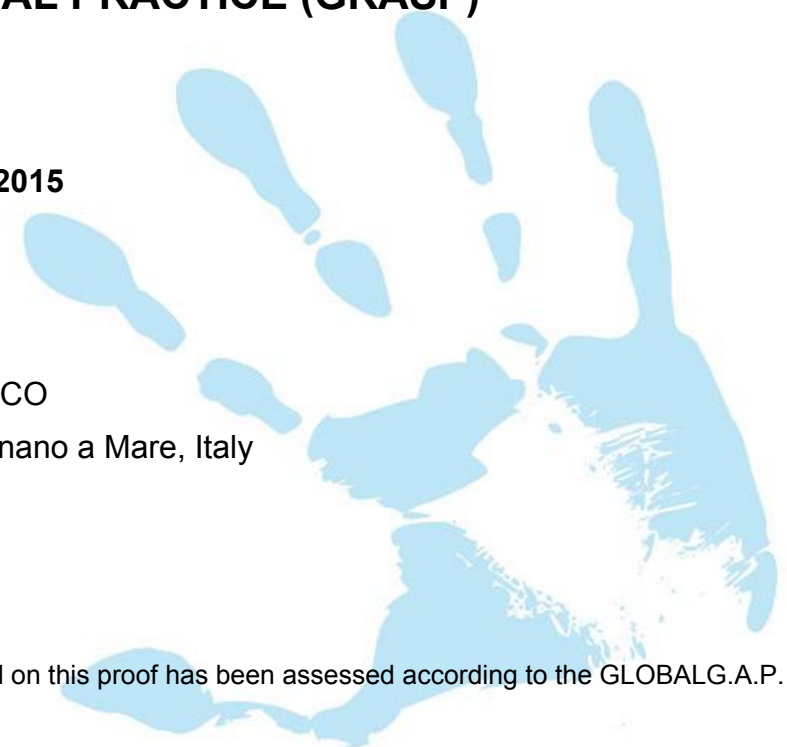 AL PRACTICE (GRASP)
2015
CO
nano a Mare, Italy
l on this proof has been assessed according to the GLOBALG.A.P.